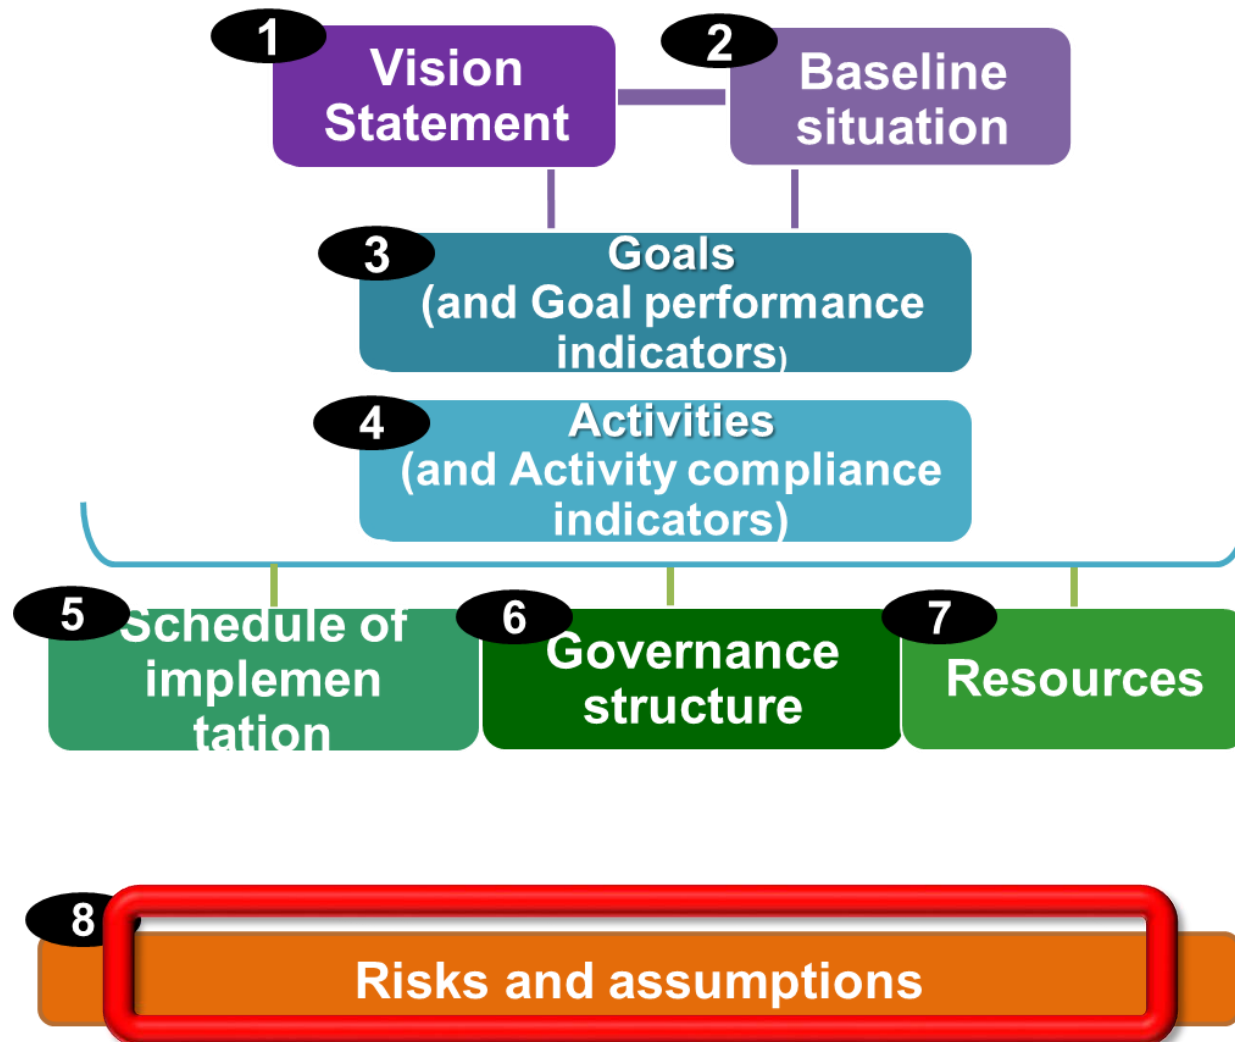 1
Vision
Statement
2
Baseline
situation
3
Goals
(and Goal performance
indicators)
4
Activities
(and Activity compliance
indicators)
5
Schedule of
implemen
tation
6
Governance
structure
7
Resources
8
Risks and assumptions